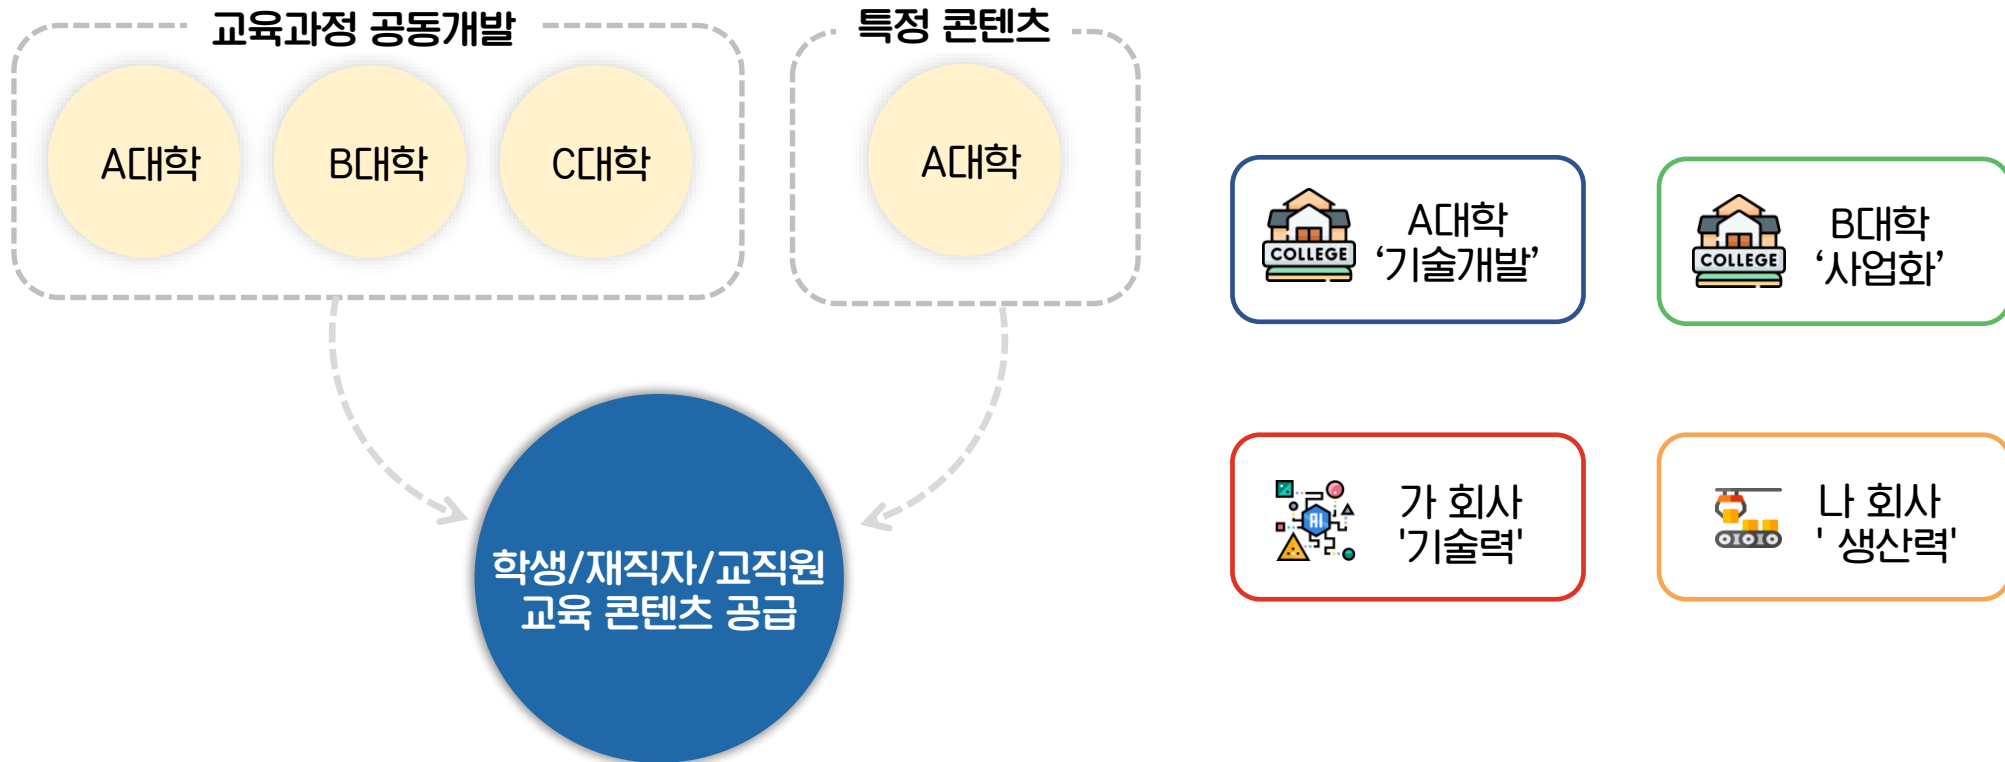 교육과정 공동개발
A대학
B대학
C대학
특정 콘텐츠
A대학
학생/재직자/교직원
교육 콘텐츠 공급
COLLEGE
A대학
‘기술개발’
COLLEGE
B대학
‘사업화’
AI
가 회사
'기술력'
나 회사
' 생산력'